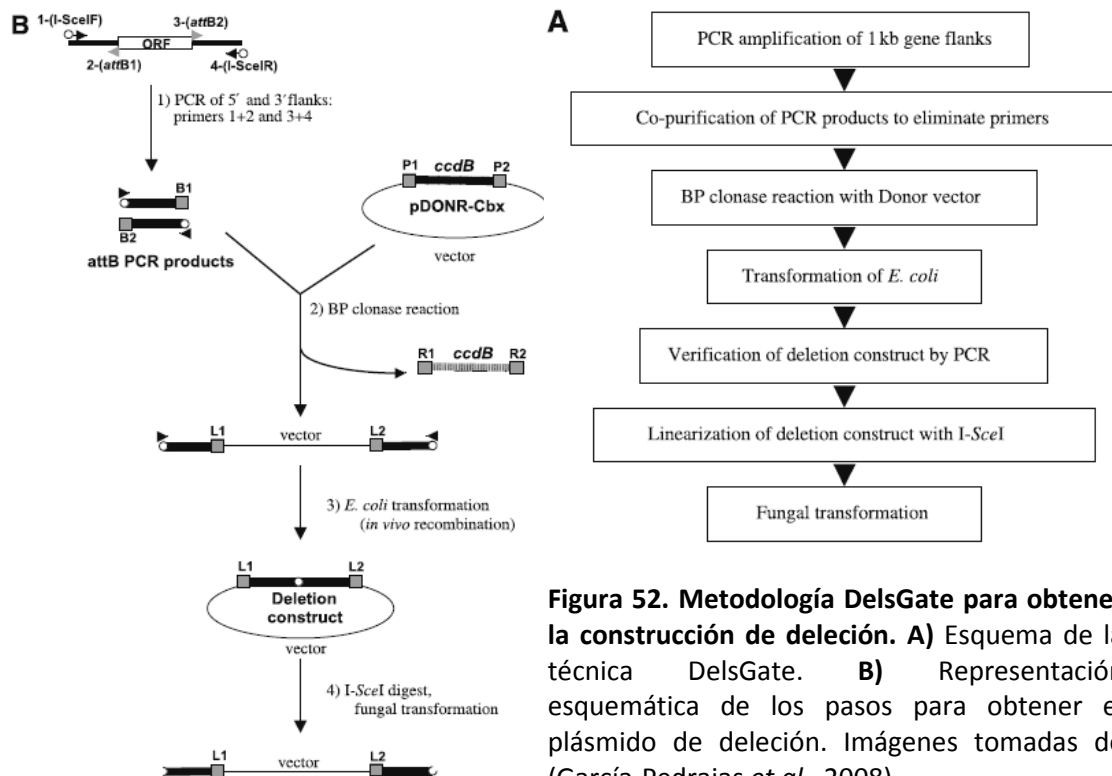 B
1-(I-SceIF)
3-(attB2)
ORF
2-(attB1)
4-(I-SceIR)
1) PCR of 5´ and 3´flanks:
primers 1+2 and 3+4
B1
B2
attB PCR products
P1 ccdB P2
pDONR-Cbx
vector
2) BP clonase reaction
R1 ccdB R2
L1 vector L2
3) E. coli transformation
(in vivo recombination)
L1 L2
Deletion
construct
vector
4) I-SceI digest,
fungal transformation
L1 vector L2
A
PCR amplification of 1 kb gene flanks
Co-purification of PCR products to eliminate primers
BP clonase reaction with Donor vector
Transformation of E. coli
Verification of deletion construct by PCR
Linearization of deletion construct with I-SceI
Fungal transformation
Figura 52. Metodología DelsGate para obtene
la construcción de deleción. A) Esquema de l
técnica DelsGate. B) Representación
esquemática de los pasos para obtener e
plásmido de deleción. Imágenes tomadas d
(García-Pedrajas et al., 2008)